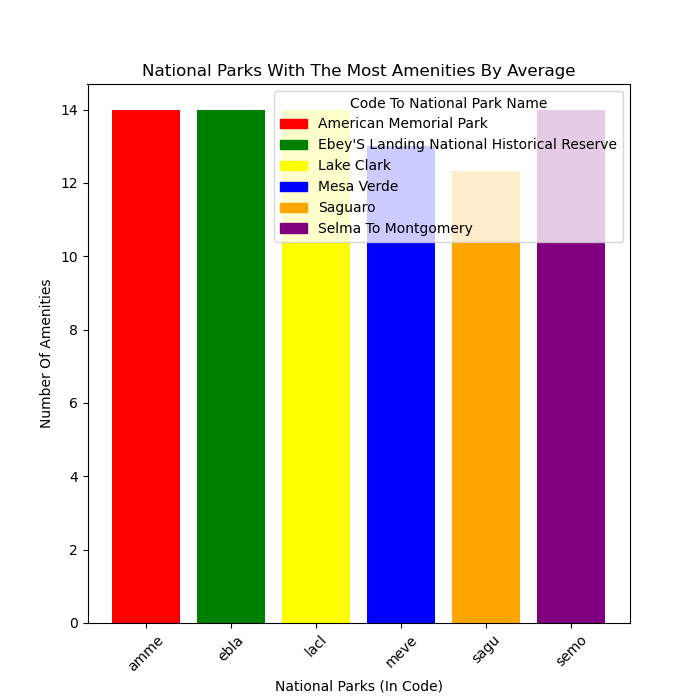 National Parks With The Most Amenities By Average
Code To National Park Name
American Memorial Park
Ebey'S Landing National Historical Reserve
Lake Clark
Mesa Verde
Saguaro
Selma To Montgomery
Number Of Amenities
14
12
10
8
6
4
2
0
amme
ebla
lacl
meve
sagu
semo
National Parks (In Code)